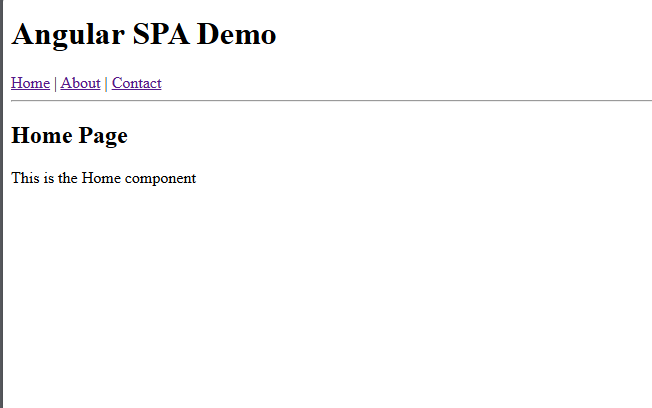 Angular SPA Demo
Home | About | Contact
Home Page
This is the Home component